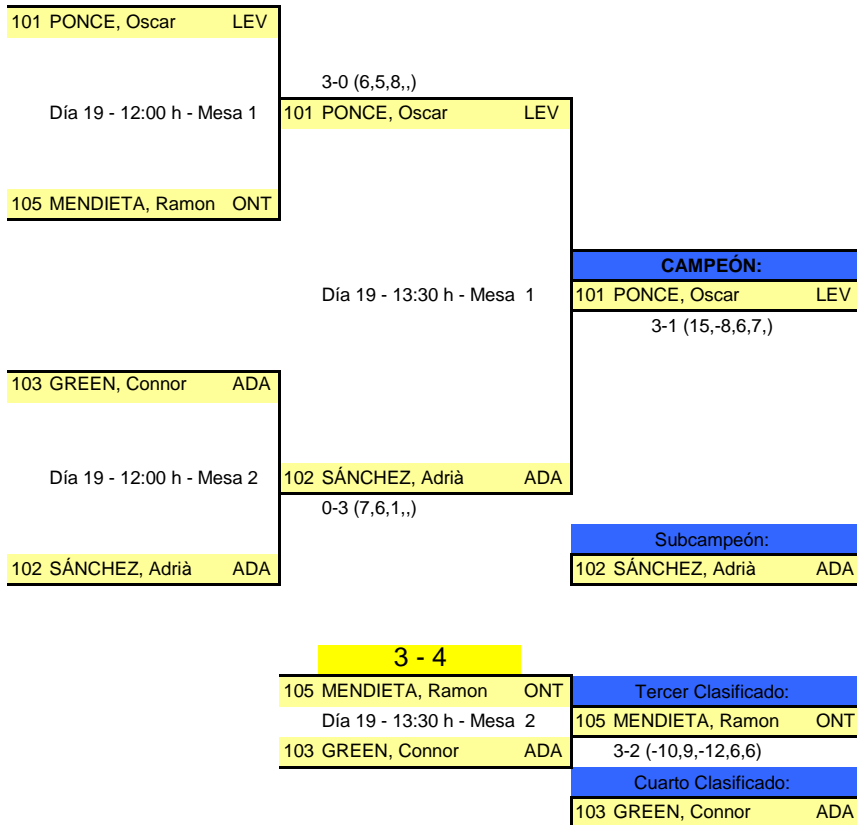 101 PONCE, Oscar LEV
3-0 (6,5,8,,)
Día 19 - 12:00 h - Mesa 1
101 PONCE, Oscar LEV
105 MENDIETA, Ramon ONT
CAMPEÓN:
Día 19 - 13:30 h - Mesa 1
101 PONCE, Oscar LEV
3-1 (15,-8,6,7,)
103 GREEN, Connor ADA
Día 19 - 12:00 h - Mesa 2
102 SÁNCHEZ, Adrià ADA
0-3 (7,6,1,,)
Subcampeón:
102 SÁNCHEZ, Adrià ADA
102 SÁNCHEZ, Adrià ADA
3 - 4
105 MENDIETA, Ramon ONT
Tercer Clasificado:
Día 19 - 13:30 h - Mesa 2
105 MENDIETA, Ramon ONT
103 GREEN, Connor ADA
3-2 (-10,9,-12,6,6)
Cuarto Clasificado:
103 GREEN, Connor ADA